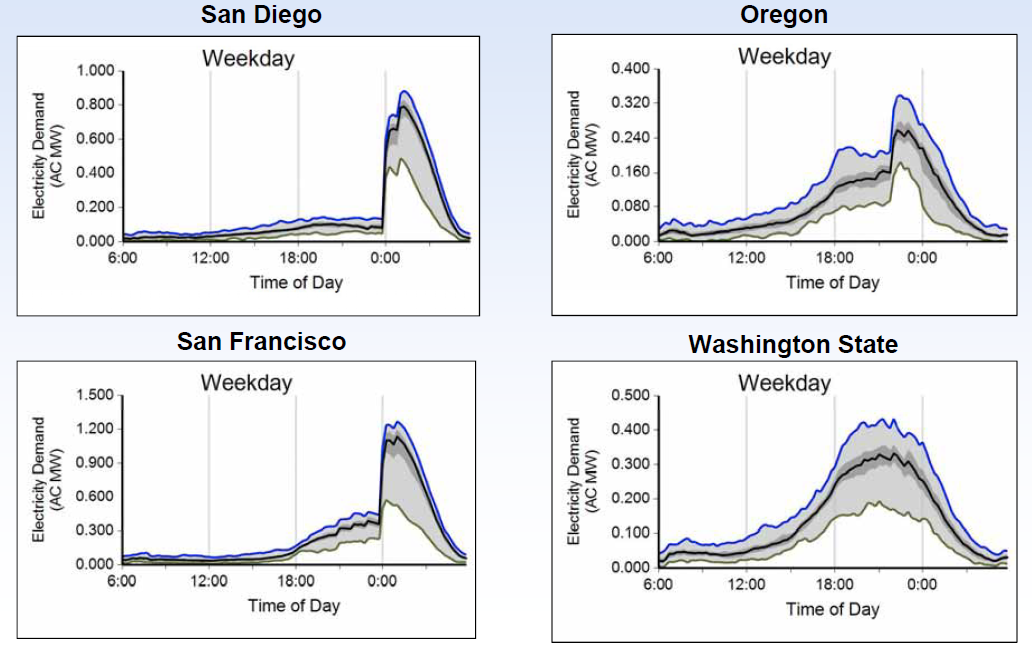 San Diego
Weekday
Electricity Demand
(AC MW)
1.000
0.800
0.600
0.400
0.200
0.000
6:00 12:00 18:00 0:00
Time of Day
Oregon
Weekday
Electricity Demand
(AC MW)
0.400
0.320
0.240
0.160
0.080
0.000
6:00 12:00 18:00 0:00
Time of Day
San Francisco
Weekday
Electricity Demand
(AC MW)
1.500
1.200
0.900
0.600
0.300
0.000
6:00 12:00 18:00 0:00
Time of Day
Washington State
Weekday
Electricity Demand
(AC MW)
0.500
0.400
0.300
0.200
0.100
0.000
6:00 12:00 18:00 0:00
Time of Day